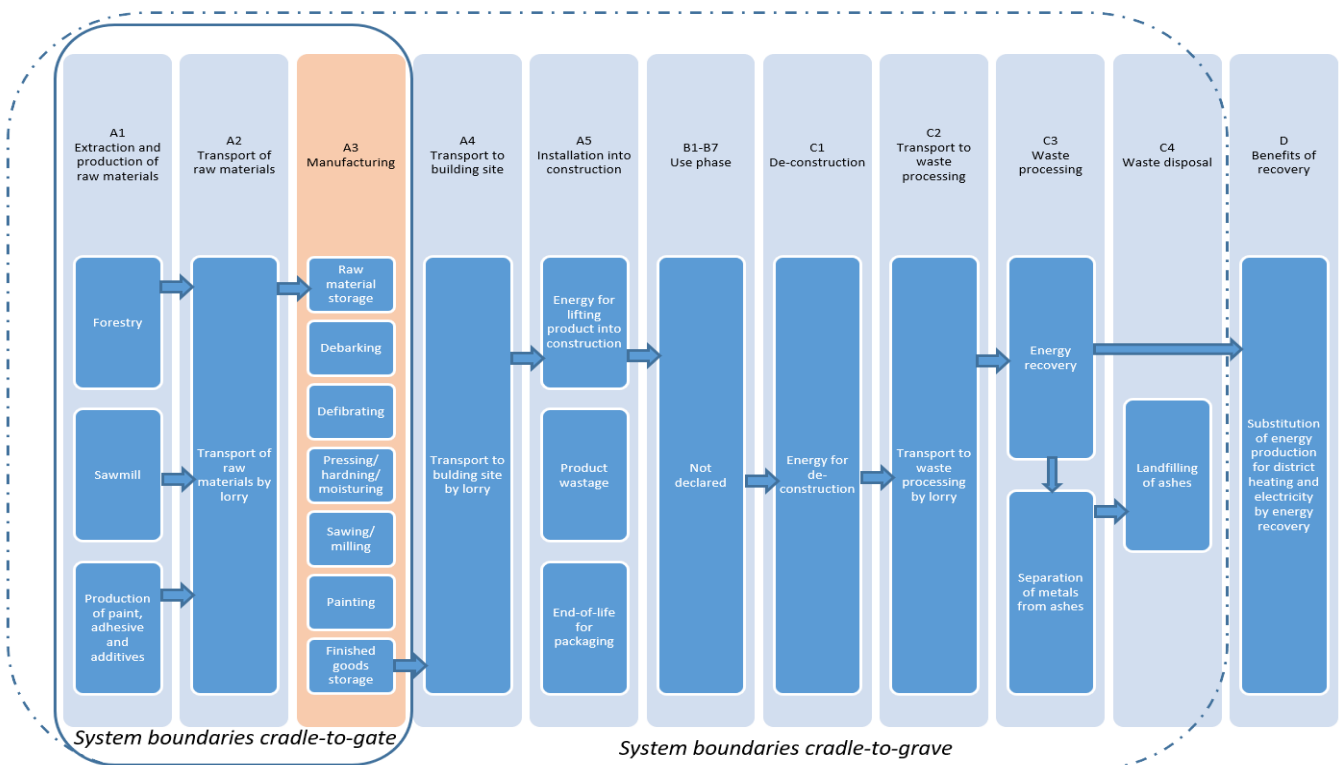 A1
Extraction and
production of
raw materials
A2
Transport of
raw materials
A3
Manufacturing
A4
Transport to
building site
A5
Installation into
construction
B1-B7
Use phase
C1
De-construction
C2
Transport to
waste
processing
C3
Waste
processing
C4
Waste disposal
D
Benefits of
recovery
Forestry
Sawmill
Production
of paint,
adhesive
and
additives
Transport of
raw
materials by
lorry
Raw
material
storage
Debarking
Defibrating
Pressing/
hardning/
moisturing
Sawing/
milling
Painting
Finished
goods
storage
Transport to
bulding site
by lorry
Energy for
lifting
product into
construction
Product
wastage
End-of-life
for
packaging
Not
declared
Energy for
de-
construction
Transport to
waste
processing
by lorry
Energy
recovery
Separation
of metals
from ashes
Landfilling
of ashes
Substitution
of energy
production
for district
heating and
electricity
by energy
recovery
System boundaries cradle-to-gate
System boundaries cradle-to-grave